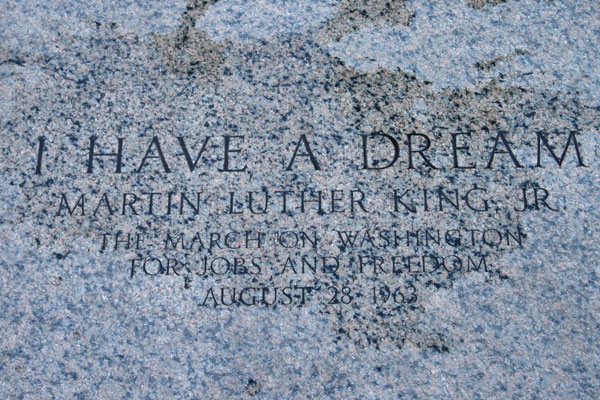 I HAVE A DREAM
MARTIN LUTHER KING JR
THE MARCH ON WASHINGTON
FOR JOBS AND FREEDOM
AUGUST 28 1963